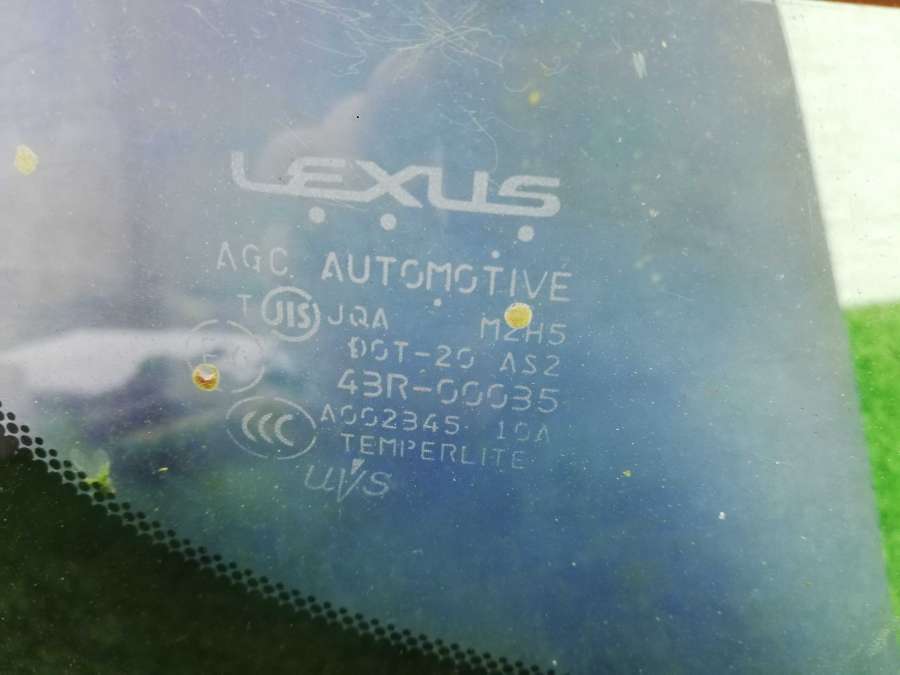 LEXUS
AGC AUTOMOTIVE
T JIS JQA M2H5
DOT-20 AS2
43R-00035
CCC A002345 10A
TEMPERLITE
UVS